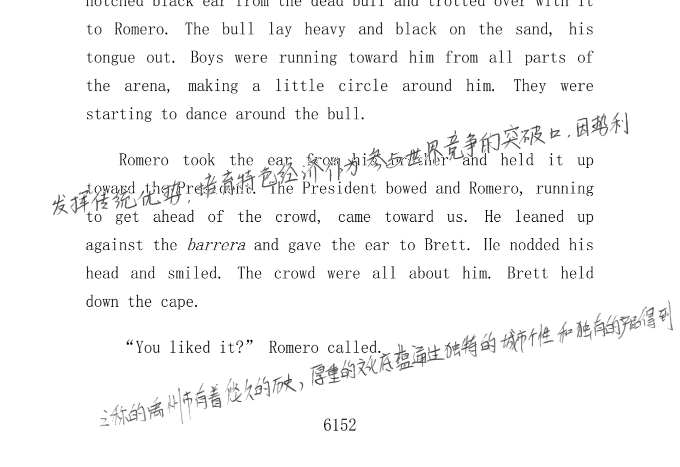 notched black ear from the dead bull and trotted over with it
to Romero. The bull lay heavy and black on the sand, his
tongue out. Boys were running toward him from all parts of
the arena, making a little circle around him. They were
starting to dance around the bull.
Romero took the ear from his brother and held it up
发挥传统优势,培育特色经济作为参与世界竞争的突破口,因势利
toward the President. The President bowed and Romero, running
to get ahead of the crowd, came toward us. He leaned up
against the barrera and gave the ear to Brett. He nodded his
head and smiled. The crowd were all about him. Brett held
down the cape.
“You liked it?” Romero called.
之称的禹州市有着悠久的历史,厚重的文化底蕴酒生独特的城市个性和独有的产品得到
6152